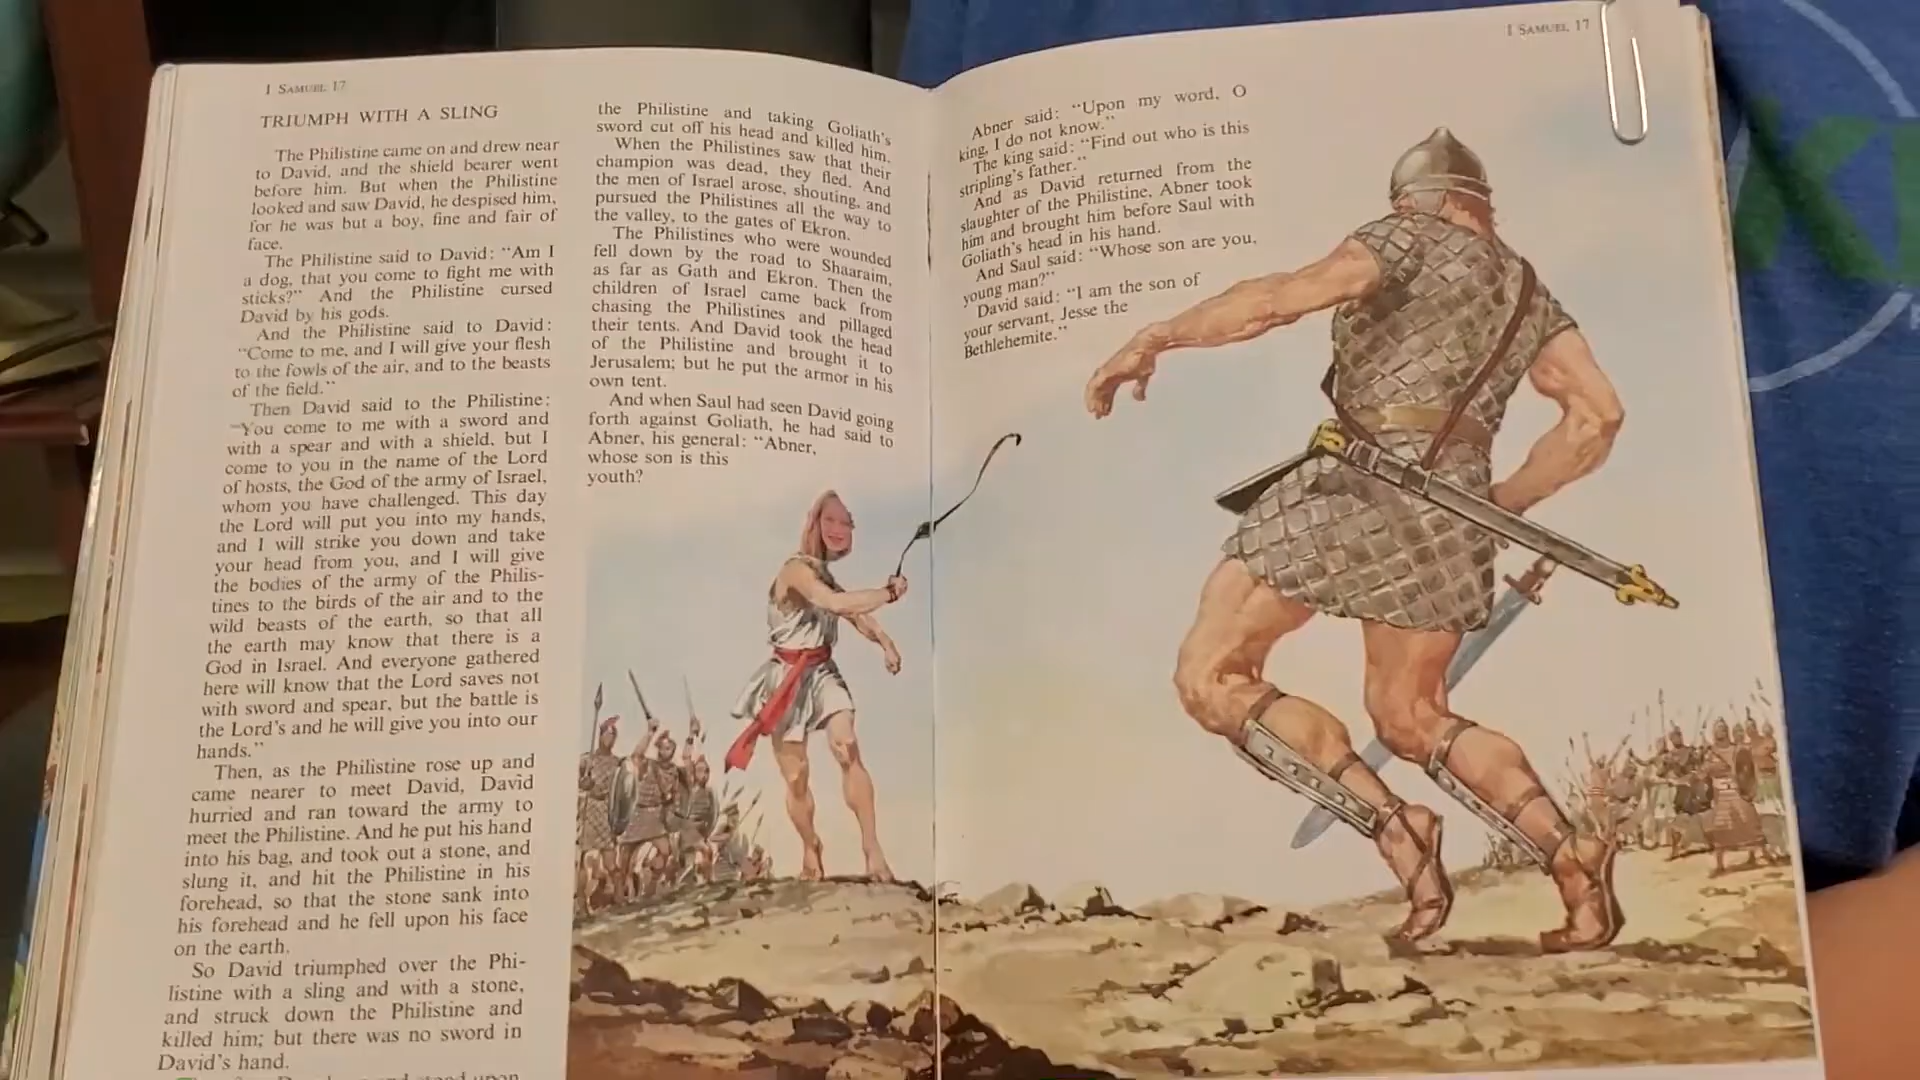 I SAMUEL 17
TRIUMPH WITH A SLING
The Philistine came on and drew near
to David, and the shield bearer went
before him. But when the Philistine
looked and saw David, he despised him,
for he was but a boy, fine and fair of
face.
The Philistine said to David: "Am I
a dog, that you come to fight me with
sticks?" And the Philistine cursed
David by his gods.
And the Philistine said to David:
"Come to me, and I will give your flesh
to the fowls of the air, and to the beasts
of the field."
Then David said to the Philistine:
"You come to me with a sword and
with a spear and with a shield, but I
come to you in the name of the Lord
of hosts, the God of the army of Israel,
whom you have challenged. This day
the Lord will put you into my hands,
and I will strike you down and take
your head from you, and I will give
the bodies of the army of the Philis-
tines to the birds of the air and to the
wild beasts of the earth, so that all
the earth may know that there is a
God in Israel. And everyone gathered
here will know that the Lord saves not
with sword and spear, but the battle is
the Lord's and he will give you into our
hands."
Then, as the Philistine rose up and
came nearer to meet David, David
hurried and ran toward the army to
meet the Philistine. And he put his hand
into his bag, and took out a stone, and
slung it, and hit the Philistine in his
forehead, so that the stone sank into
his forehead and he fell upon his face
on the earth.
So David triumphed over the Phi-
listine with a sling and with a stone,
and struck down the Philistine and
killed him; but there was no sword in
David's hand.
the Philistine and taking Goliath's
sword cut off his head and killed him.
When the Philistines saw that their
champion was dead, they fled. And
the men of Israel arose, shouting, and
pursued the Philistines all the way to
the valley, to the gates of Ekron.
The Philistines who were wounded
fell down by the road to Shaaraim,
as far as Gath and Ekron. Then the
children of Israel came back from
chasing the Philistines and pillaged
their tents. And David took the head
of the Philistine and brought it to
Jerusalem; but he put the armor in his
own tent.
And when Saul had seen David going
forth against Goliath, he had said to
Abner, his general: "Abner,
whose son is this
youth?
I SAMUEL 17
Abner said: "Upon my word, O
king, I do not know."
The king said: "Find out who is this
stripling's father."
And as David returned from the
slaughter of the Philistine, Abner took
him and brought him before Saul with
Goliath's head in his hand.
And Saul said: "Whose son are you,
young man?"
David said: "I am the son of
your servant, Jesse the
Bethlehemite."